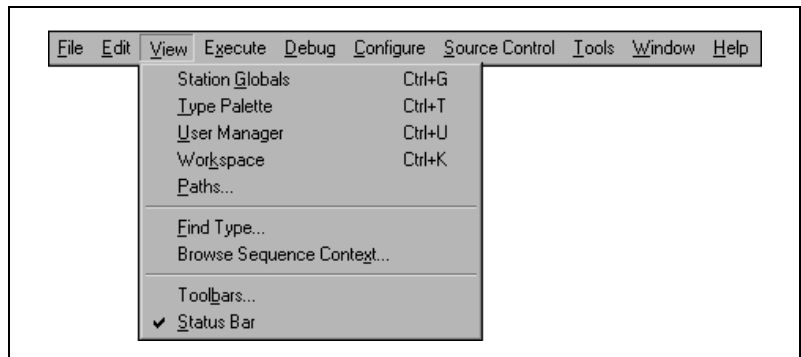 File Edit View Execute Debug Configure Source Control Tools Window Help
Station Globals Ctrl+G
Type Palette Ctrl+T
User Manager Ctrl+U
Workspace Ctrl+K
Paths...
Find Type...
Browse Sequence Context...
Toolbars...
✔ Status Bar